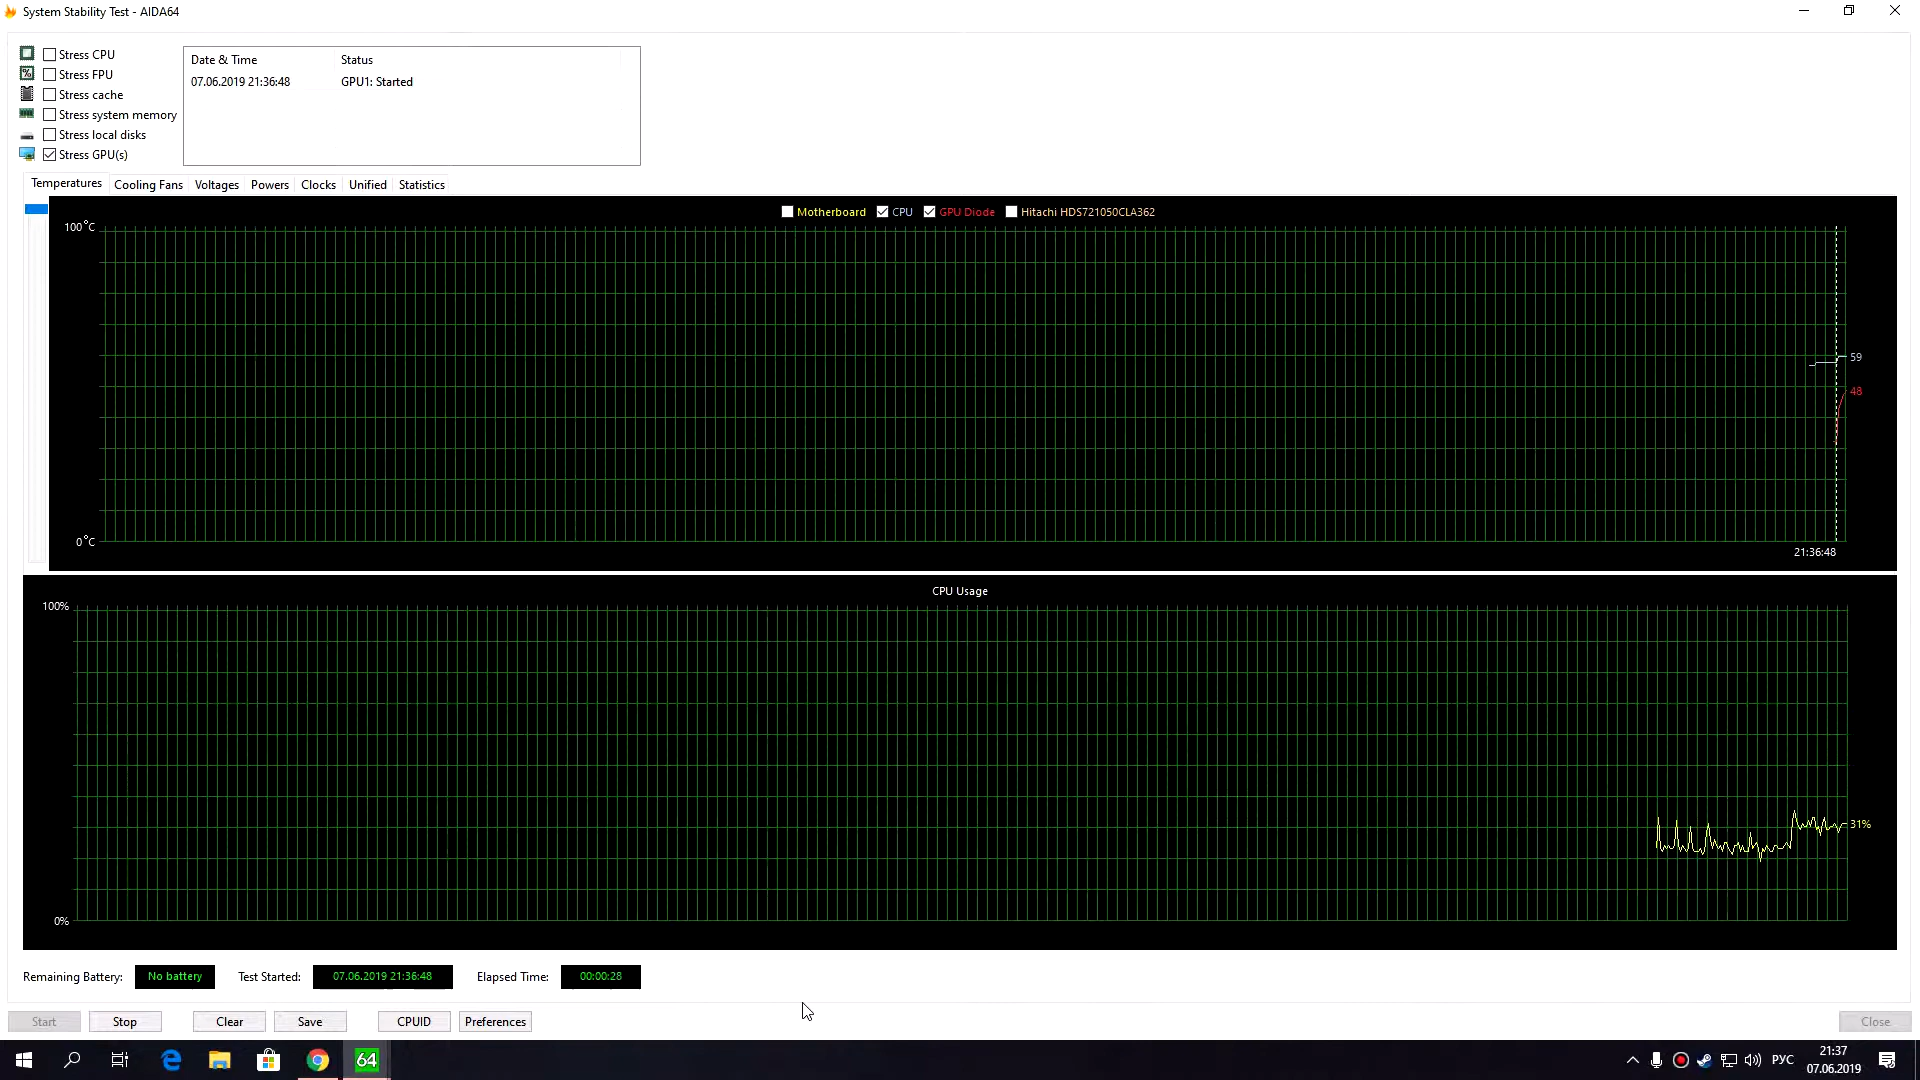 System Stability Test - AIDA64
Stress CPU
Stress FPU
Stress cache
Stress system memory
Stress local disks
Stress GPU(s)
Date & Time Status
07.06.2019 21:36:48 GPU1: Started
Temperatures Cooling Fans Voltages Powers Clocks Unified Statistics
Motherboard CPU GPU Diode Hitachi HDS721050CLA362
100°C
59
48
0°C
21:36:48
CPU Usage
100%
31%
0%
Remaining Battery: No battery Test Started: 07.06.2019 21:36:48 Elapsed Time: 00:00:28
Start Stop Clear Save CPUID Preferences Close
64
РУС
21:37
07.06.2019